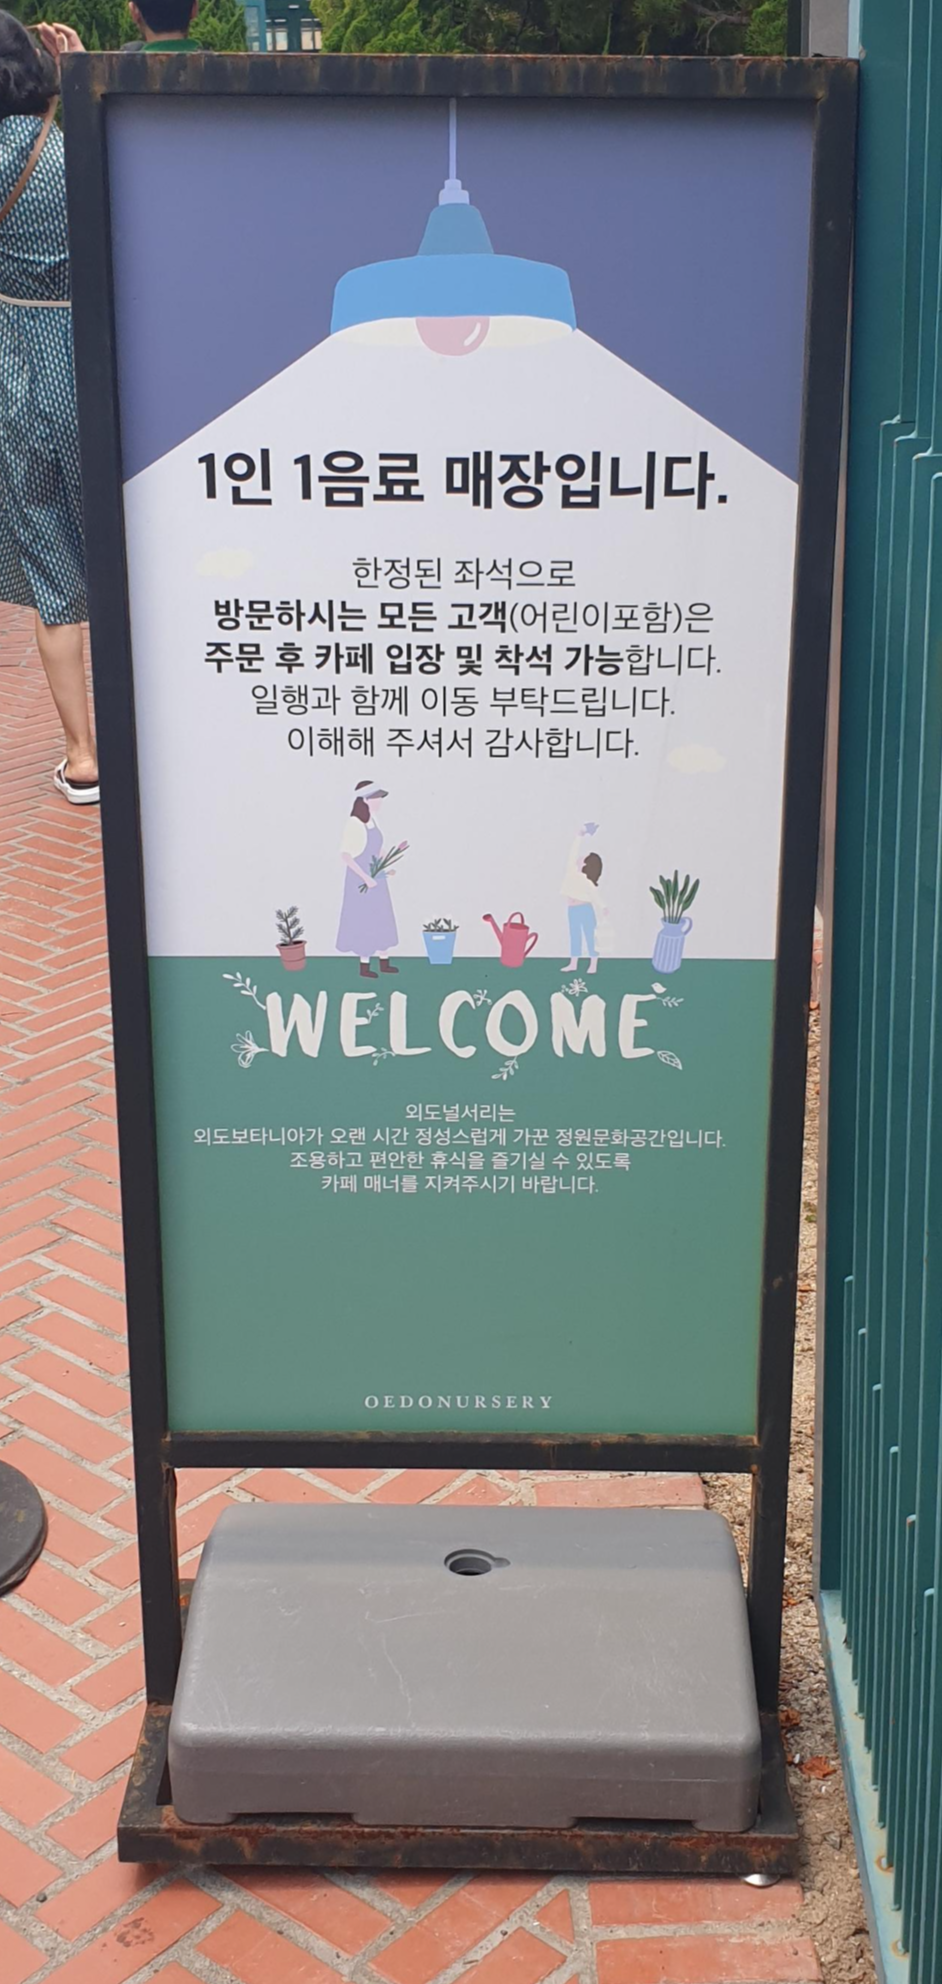 1인 1음료 매장입니다.
한정된 좌석으로
방문하시는 모든 고객(어린이포함)은
주문 후 카페 입장 및 착석 가능합니다.
일행과 함께 이동 부탁드립니다.
이해해 주셔서 감사합니다.
WELCOME
외도널서리는
외도보타니아가 오랜 시간 정성스럽게 가꾼 정원문화공간입니다.
조용하고 편안한 휴식을 즐기실 수 있도록
카페 매너를 지켜주시기 바랍니다.
OEDONURSERY